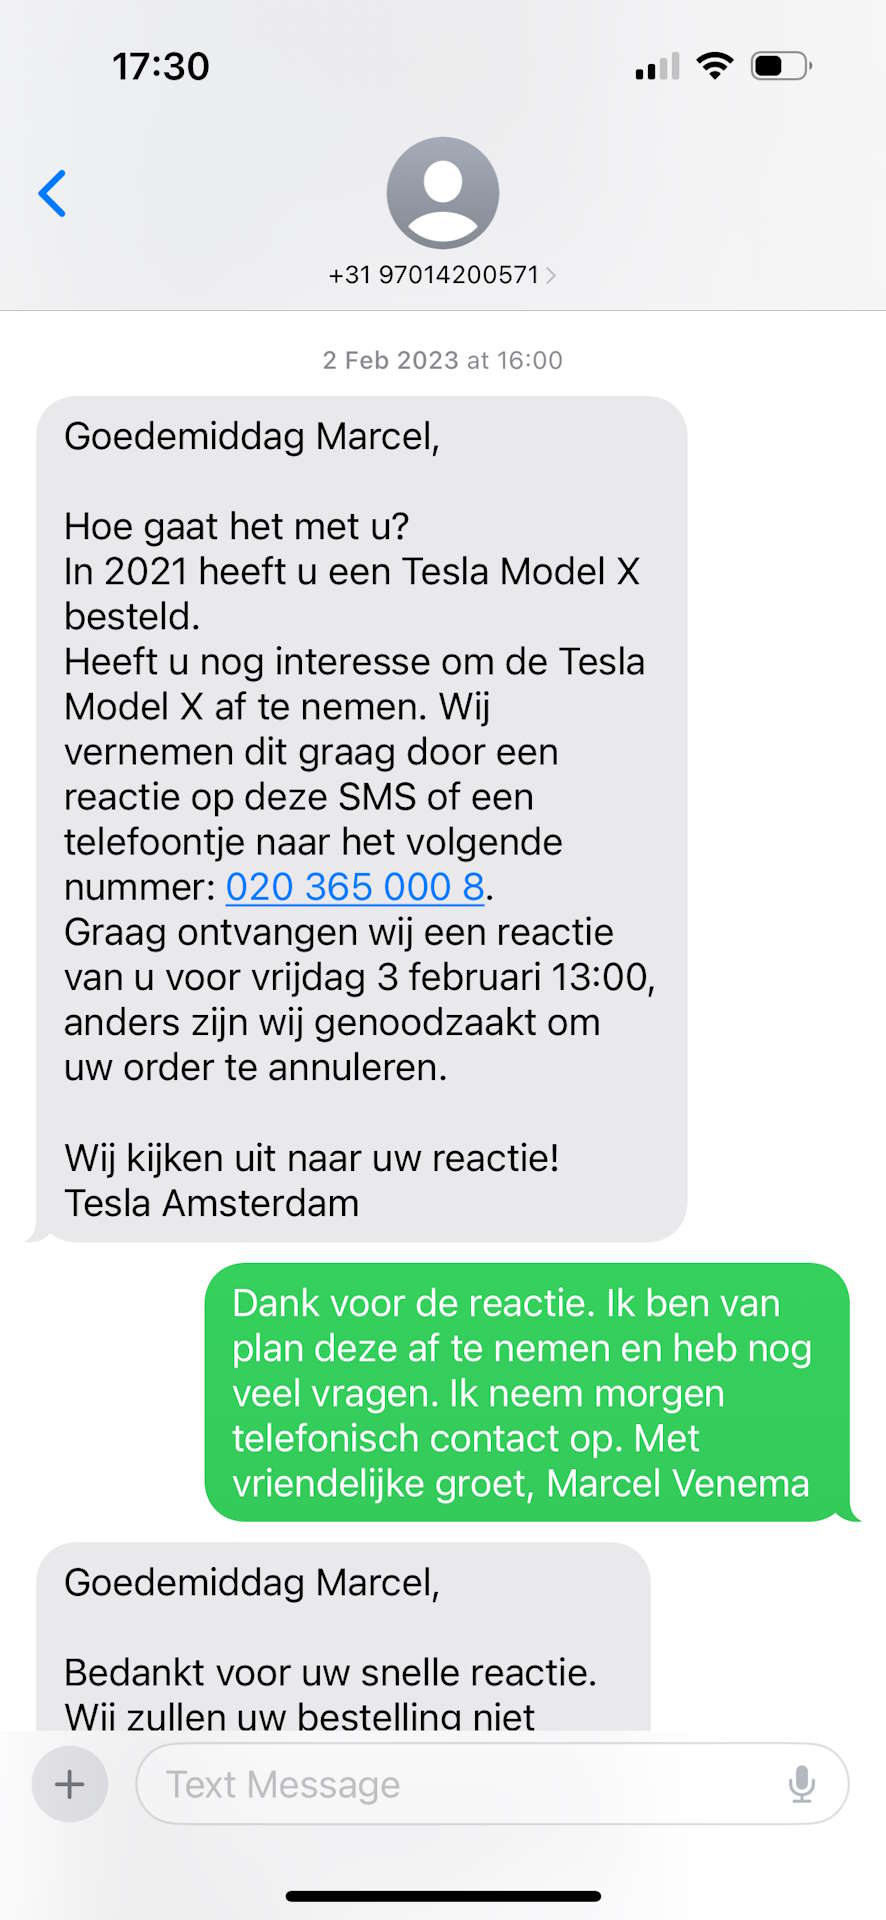 17:30
+31 97014200571
2 Feb 2023 at 16:00
Goedemiddag Marcel,
Hoe gaat het met u?
In 2021 heeft u een Tesla Model X
besteld.
Heeft u nog interesse om de Tesla
Model X af te nemen. Wij
vernemen dit graag door een
reactie op deze SMS of een
telefoontje naar het volgende
nummer: 020 365 000 8.
Graag ontvangen wij een reactie
van u voor vrijdag 3 februari 13:00,
anders zijn wij genoodzaakt om
uw order te annuleren.
Wij kijken uit naar uw reactie!
Tesla Amsterdam
Dank voor de reactie. Ik ben van
plan deze af te nemen en heb nog
veel vragen. Ik neem morgen
telefonisch contact op. Met
vriendelijke groet, Marcel Venema
Goedemiddag Marcel,
Bedankt voor uw snelle reactie.
Wij zullen uw bestelling niet
Text Message